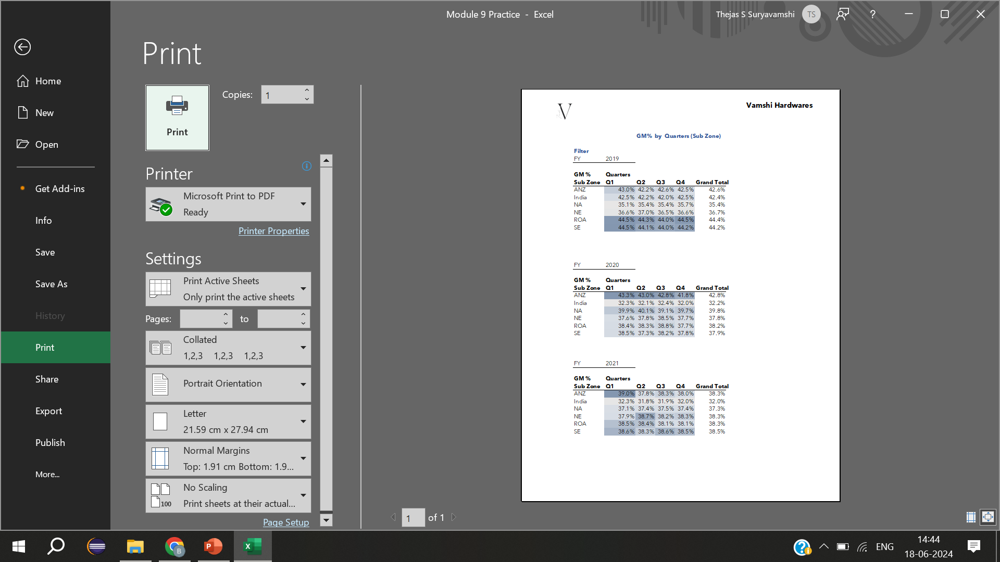 Module 9 Practice - Excel
Thejas S Suryavamshi
TS
?
Print
Home
New
Open
Get Add-ins
Info
Save
Save As
History
Print
Share
Export
Publish
More...
Print
Copies:
1
Printer
Microsoft Print to PDF
Ready
Printer Properties
Settings
Print Active Sheets
Only print the active sheets
Pages:
to
Collated
1,2,3 1,2,3 1,2,3
Portrait Orientation
Letter
21.59 cm x 27.94 cm
Normal Margins
Top: 1.91 cm Bottom: 1.9...
No Scaling
100
Print sheets at their actual...
Page Setup
V
Vamshi Hardwares
GM% by Quarters (Sub Zone)
Filter
FY 2019
GM % Quarters
Sub Zone Q1 Q2 Q3 Q4 Grand Total
ANZ 43.0% 42.2% 42.6% 42.5% 42.6%
India 42.5% 42.2% 42.0% 42.5% 42.4%
NA 35.1% 35.4% 35.4% 35.7% 35.4%
NE 36.6% 37.0% 36.5% 36.6% 36.7%
ROA 44.5% 44.3% 44.0% 44.5% 44.4%
SE 44.5% 44.1% 44.0% 44.2% 44.2%
FY 2020
GM % Quarters
Sub Zone Q1 Q2 Q3 Q4 Grand Total
ANZ 43.3% 43.0% 42.8% 41.8% 42.8%
India 32.3% 32.1% 32.4% 32.0% 32.2%
NA 39.9% 40.1% 39.1% 39.7% 39.8%
NE 37.6% 37.8% 38.5% 37.7% 37.8%
ROA 38.4% 38.3% 38.8% 37.7% 38.2%
SE 38.5% 37.3% 38.2% 37.8% 37.9%
FY 2021
GM % Quarters
Sub Zone Q1 Q2 Q3 Q4 Grand Total
ANZ 39.0% 37.8% 38.3% 38.0% 38.3%
India 32.3% 31.8% 31.9% 32.0% 32.0%
NA 37.1% 37.4% 37.5% 37.4% 37.3%
NE 37.9% 38.7% 38.2% 38.3% 38.3%
ROA 38.5% 38.4% 38.1% 38.1% 38.3%
SE 38.6% 38.3% 38.6% 38.5% 38.5%
1 of 1
B
P
X
?
ENG
14:44
18-06-2024